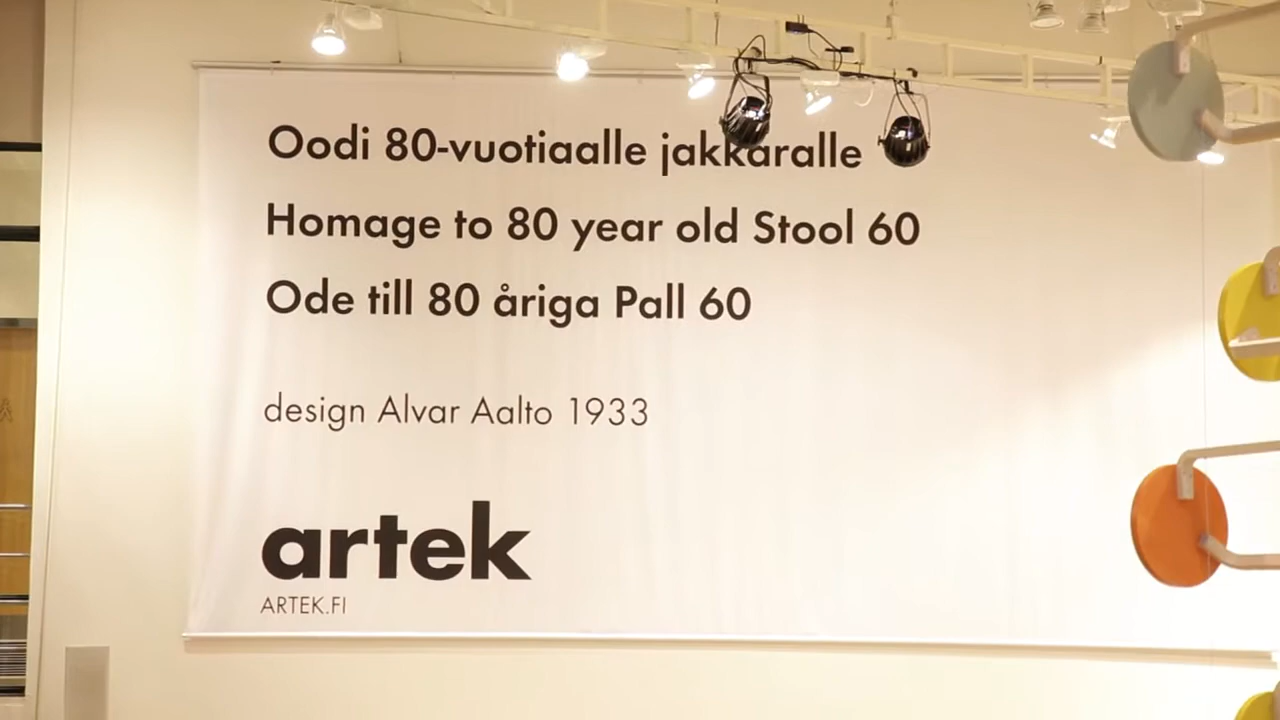 Oodi 80-vuotiaalle jakkaralle
Homage to 80 year old Stool 60
Ode till 80 åriga Pall 60
design Alvar Aalto 1933
artek
ARTEK.FI